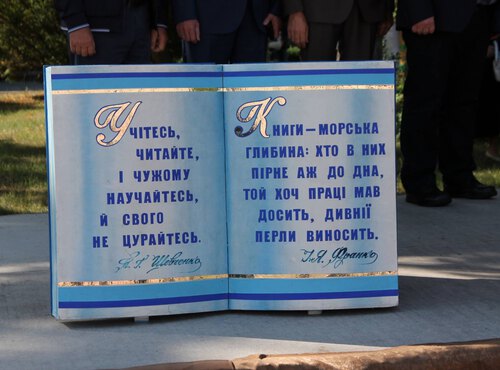 Учітесь,
читайте,
і чужому
научайтесь,
й свого
не цурайтесь.
Т. Г. Шевченко
Книги – морська
глибина: хто в них
пірне аж до дна,
той хоч праці мав
досить, дивнії
перли виносить.
І. Я. Франко